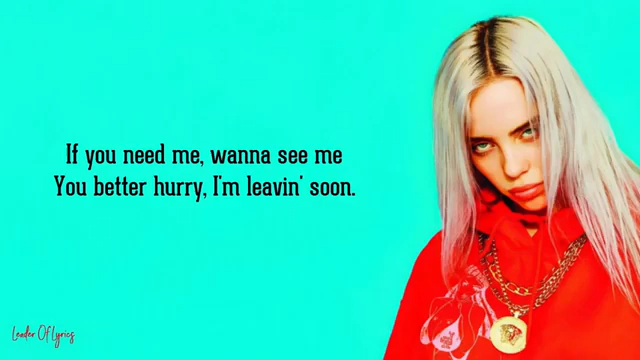 If you need me, wanna see me
You better hurry, I'm leavin' soon.
Leader Of Lyrics